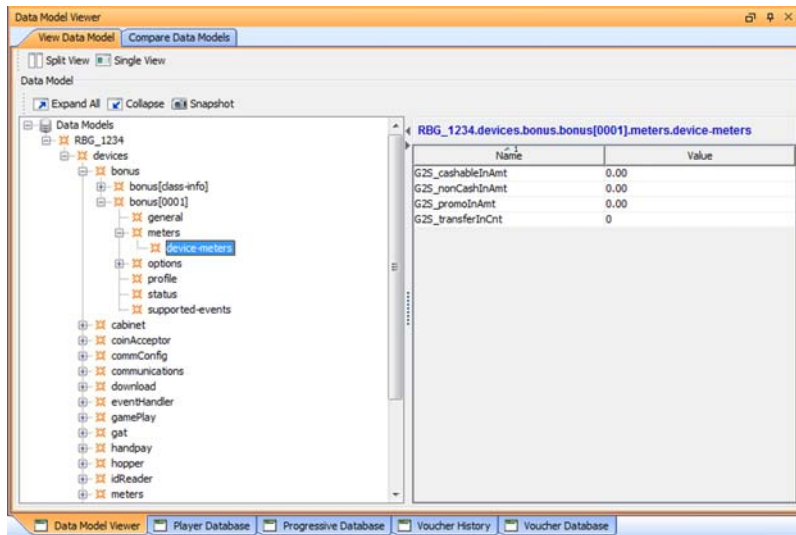 Data Model Viewer
View Data Model Compare Data Models
Split View Single View
Data Model
Expand All Collapse Snapshot
Data Models
RBG_1234
devices
bonus
bonus[class-info]
bonus[0001]
general
meters
device-meters
options
profile
status
supported-events
cabinet
coinAcceptor
commConfig
communications
download
eventHandler
gamePlay
gat
handpay
hopper
idReader
meters
RBG_1234.devices.bonus.bonus[0001].meters.device-meters
Name 1 Value
G2S_cashableInAmt 0.00
G2S_nonCashInAmt 0.00
G2S_promoInAmt 0.00
G2S_transferInCnt 0
Data Model Viewer Player Database Progressive Database Voucher History Voucher Database